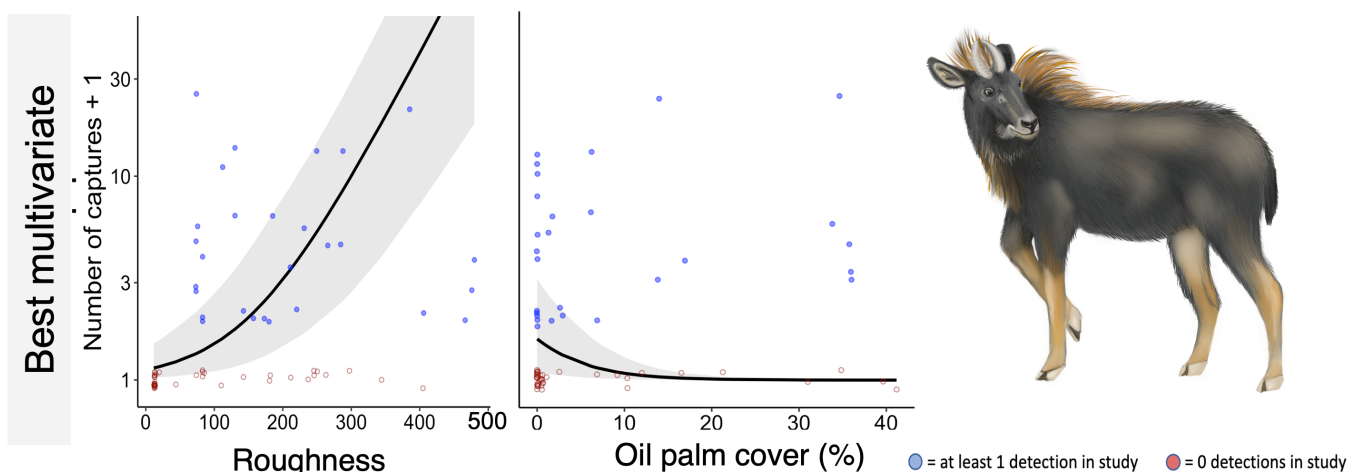 Best multivariate
Number of captures + 1
30
10
3
1
0
100
200
300
400
500
Roughness
0
10
20
30
40
Oil palm cover (%)
= at least 1 detection in study
= 0 detections in study